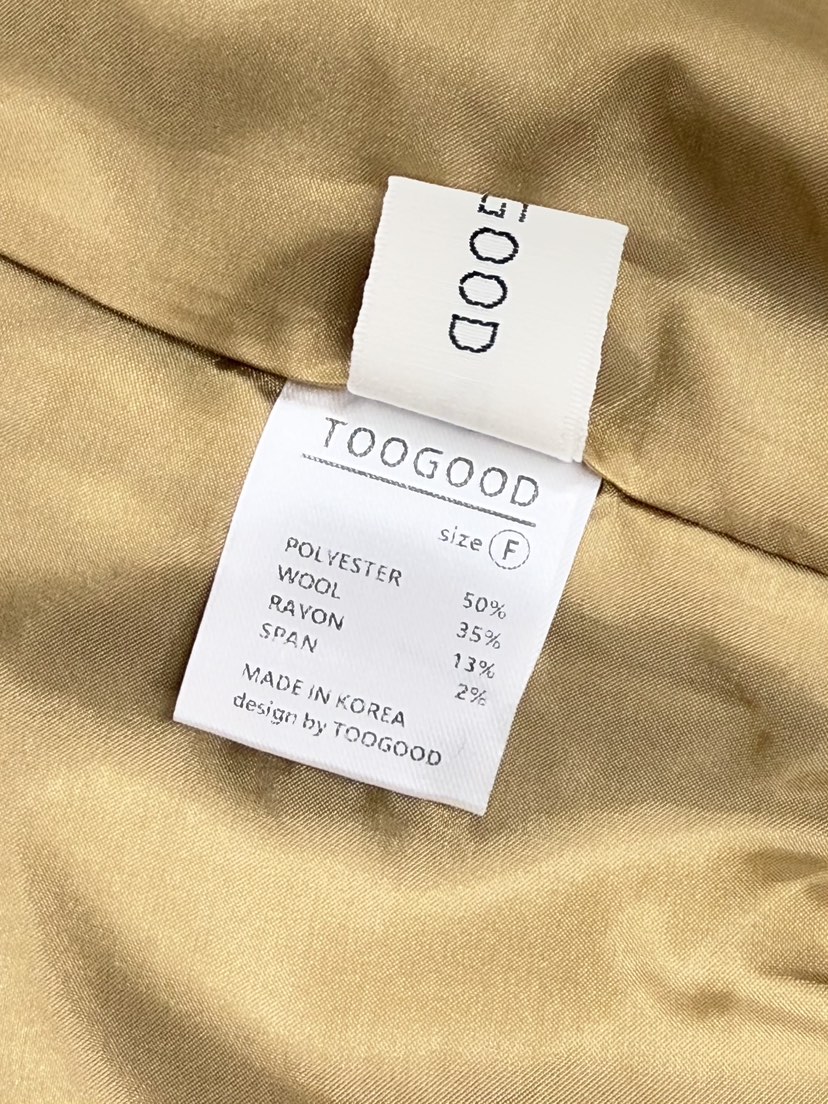 GOOD
TOOGOOD
size F
POLYESTER 50%
WOOL 35%
RAYON 13%
SPAN 2%
MADE IN KOREA
design by TOOGOOD